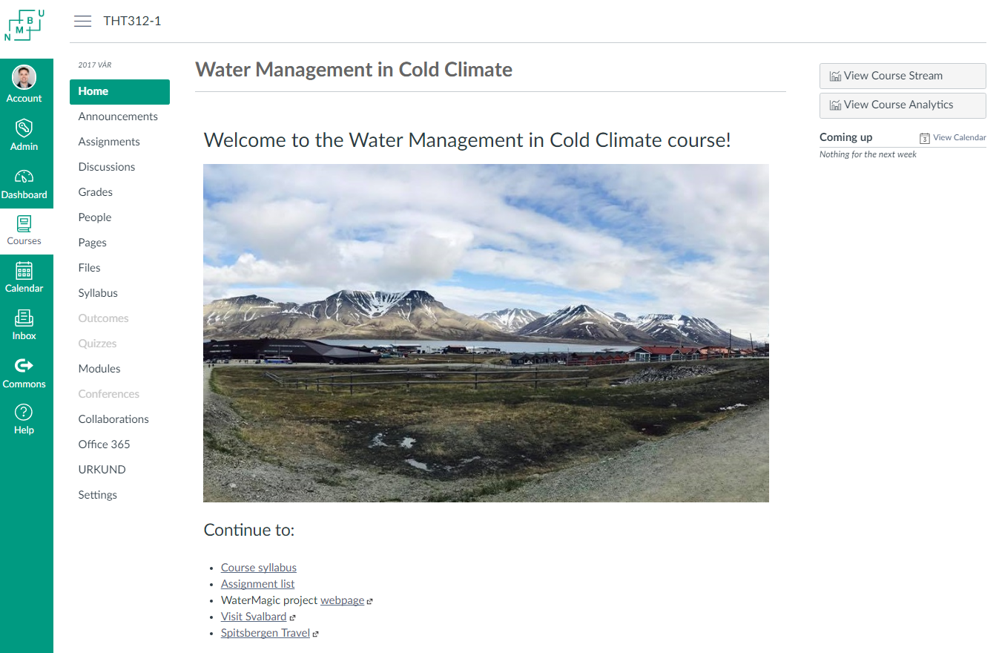 U
B
M
N
Account
Admin
Dashboard
Courses
Calendar
Inbox
Commons
Help
THT312-1
2017 VÅR
Home
Announcements
Assignments
Discussions
Grades
People
Pages
Files
Syllabus
Outcomes
Quizzes
Modules
Conferences
Collaborations
Office 365
URKUND
Settings
Water Management in Cold Climate
Welcome to the Water Management in Cold Climate course!
Continue to:
• Course syllabus
• Assignment list
• WaterMagic project webpage
• Visit Svalbard
• Spitsbergen Travel
View Course Stream
View Course Analytics
Coming up 3 View Calendar
Nothing for the next week